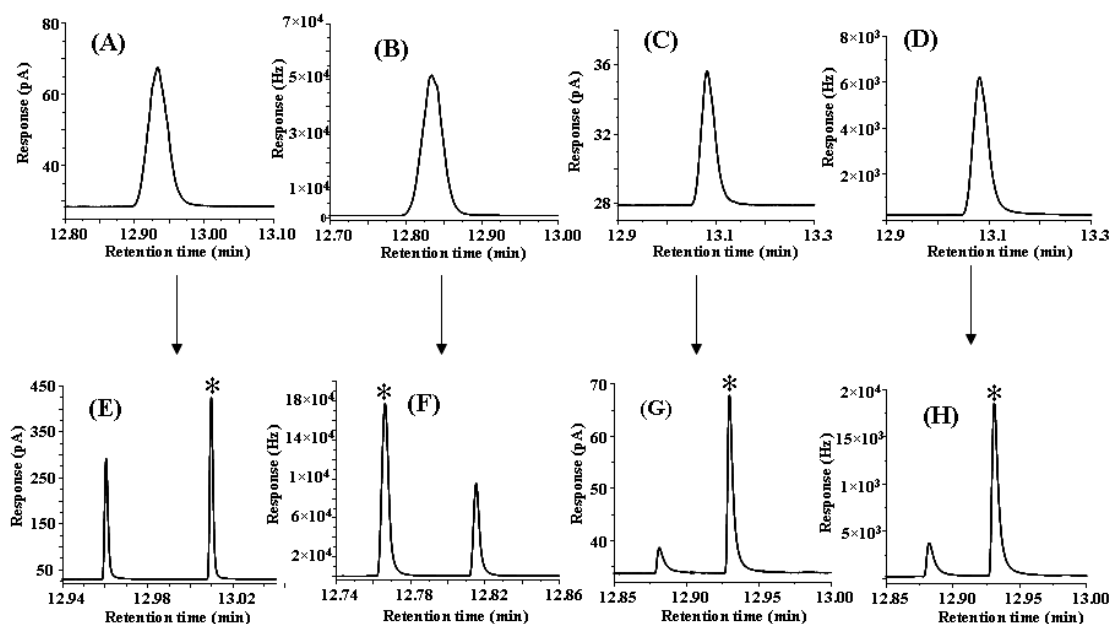 (A)
Response (pA)
80
60
40
12.80 12.90 13.00 13.10
Retention time (min)
(B)
Response (Hz)
7×10⁴
5×10⁴
3×10⁴
1×10⁴
0
12.70 12.80 12.90 13.00
Retention time (min)
(C)
Response (pA)
36
32
28
12.9 13.1 13.3
Retention time (min)
(D)
Response (Hz)
8×10³
6×10³
4×10³
2×10³
12.9 13.1 13.3
Retention time (min)
(E)
*
Response (pA)
450
350
250
150
50
12.94 12.98 13.02
Retention time (min)
(F)
*
Response (Hz)
18×10⁴
14×10⁴
1×10⁴
6×10⁴
2×10⁴
12.74 12.78 12.82 12.86
Retention time (min)
(G)
*
Response (pA)
70
60
50
40
12.85 12.90 12.95 13.00
Retention time (min)
(H)
*
Response (Hz)
2×10⁴
15×10³
1×10³
5×10³
0
12.85 12.90 12.95 13.00
Retention time (min)